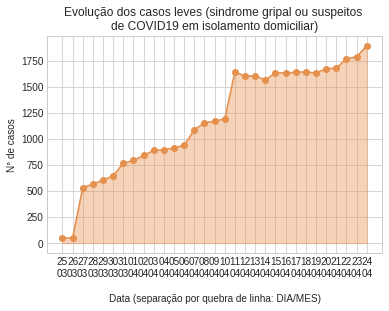 Evolução dos casos leves (sindrome gripal ou suspeitos
de COVID19 em isolamento domiciliar)
1750
1500
1250
1000
750
500
250
0
N° de casos
25 26 27 28 29 30 31 01 02 03 04 05 06 07 08 09 10 11 12 13 14 15 16 17 18 19 20 21 22 23 24
03 03 03 03 03 03 03 04 04 04 04 04 04 04 04 04 04 04 04 04 04 04 04 04 04 04 04 04 04 04 04
Data (separação por quebra de linha: DIA/MES)